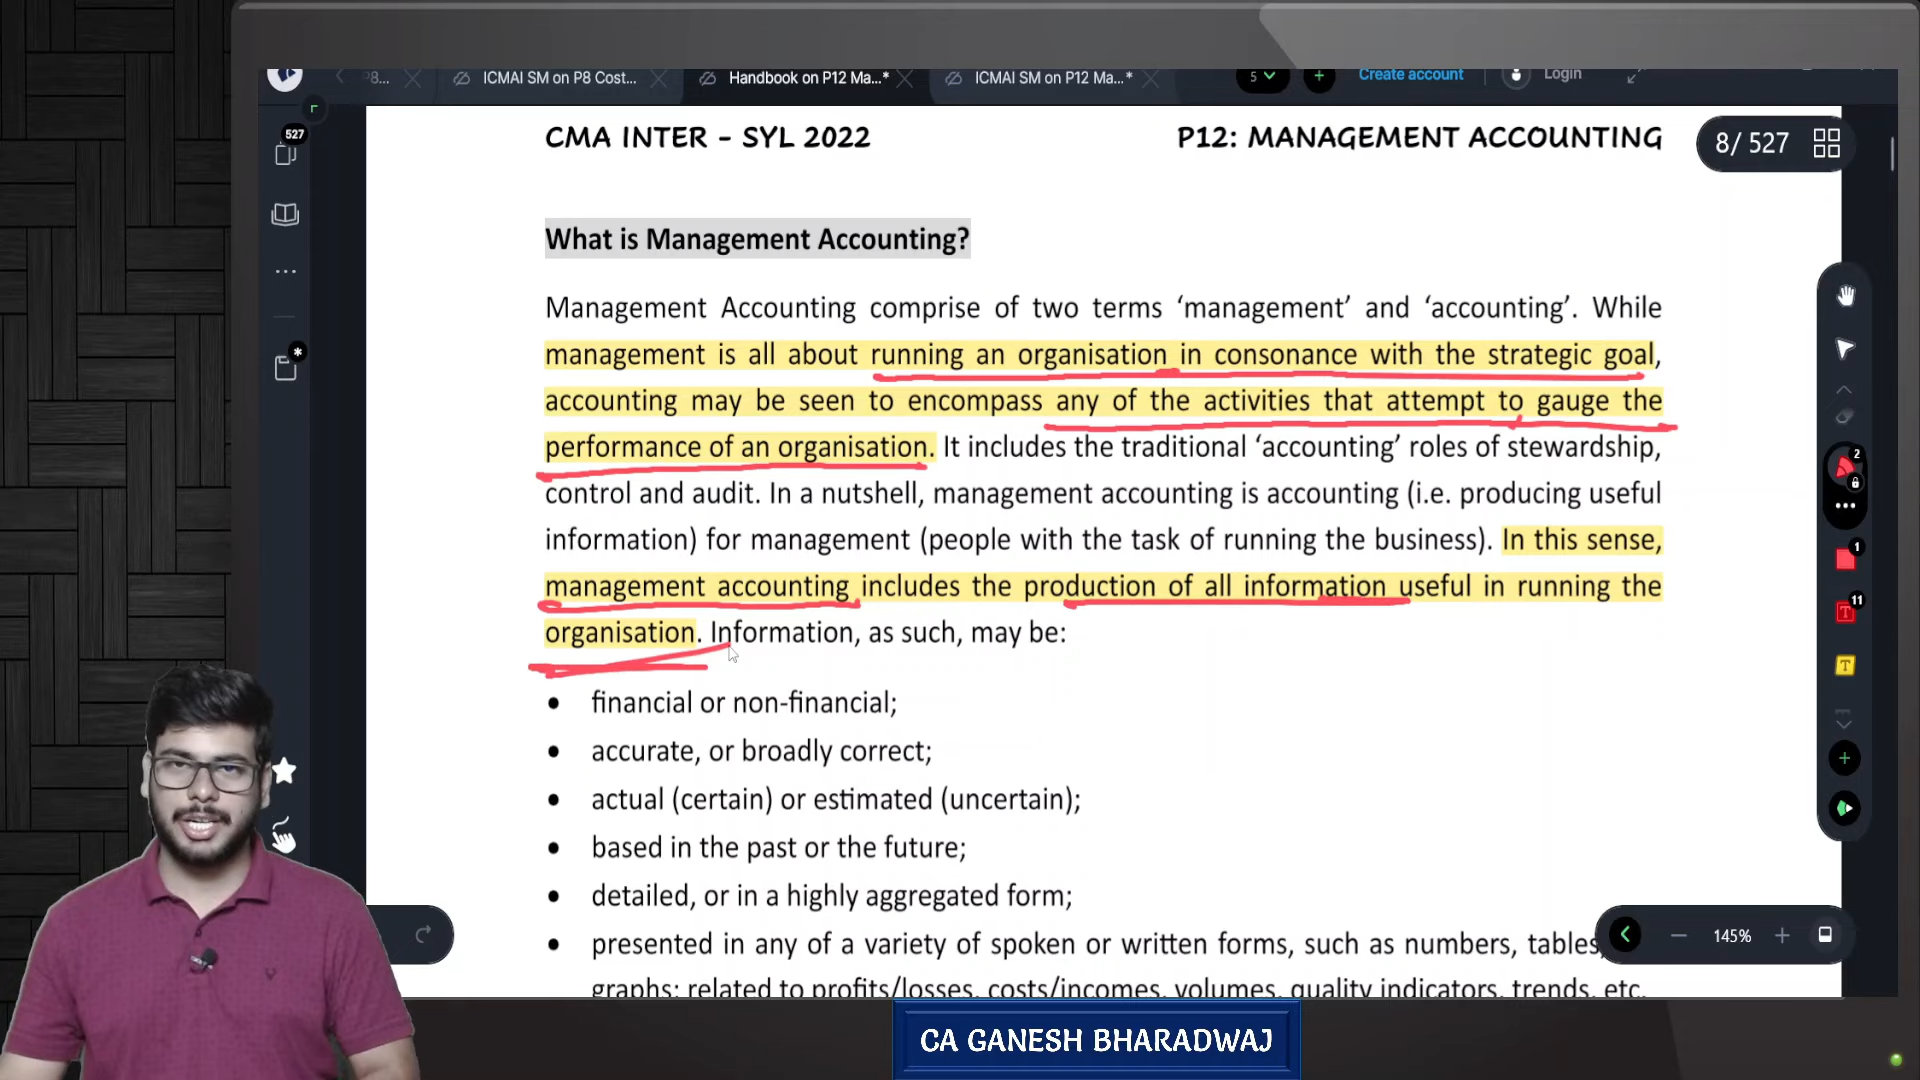 P8...
ICMAI SM on P8 Cost...
Handbook on P12 Ma...*
ICMAI SM on P12 Ma...*
5
Create account
Login
527
CMA INTER – SYL 2022
P12: MANAGEMENT ACCOUNTING
8/ 527
What is Management Accounting?
Management Accounting comprise of two terms ‘management’ and ‘accounting’. While
management is all about running an organisation in consonance with the strategic goal,
accounting may be seen to encompass any of the activities that attempt to gauge the
performance of an organisation. It includes the traditional ‘accounting’ roles of stewardship,
control and audit. In a nutshell, management accounting is accounting (i.e. producing useful
information) for management (people with the task of running the business). In this sense,
management accounting includes the production of all information useful in running the
organisation. Information, as such, may be:
• financial or non-financial;
• accurate, or broadly correct;
• actual (certain) or estimated (uncertain);
• based in the past or the future;
• detailed, or in a highly aggregated form;
• presented in any of a variety of spoken or written forms, such as numbers, tables,
graphs; related to profits/losses, costs/incomes, volumes, quality indicators, trends, etc.
2
1
T 11
T
145%
CA GANESH BHARADWAJ